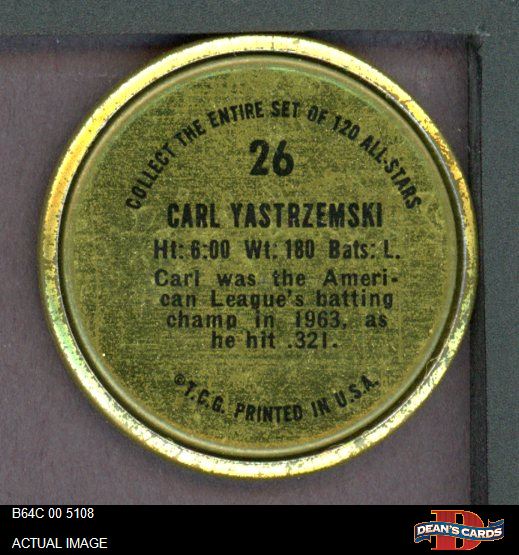 COLLECT THE ENTIRE SET OF 120 ALL-STARS
26
CARL YASTRZEMSKI
Ht: 6:00 Wt: 180 Bats: L.
Carl was the Ameri-
can League's batting
champ in 1963, as
he hit .321.
©T.C.G. PRINTED IN U.S.A.
B64C 00 5108
ACTUAL IMAGE
D
DEAN'S CARDS